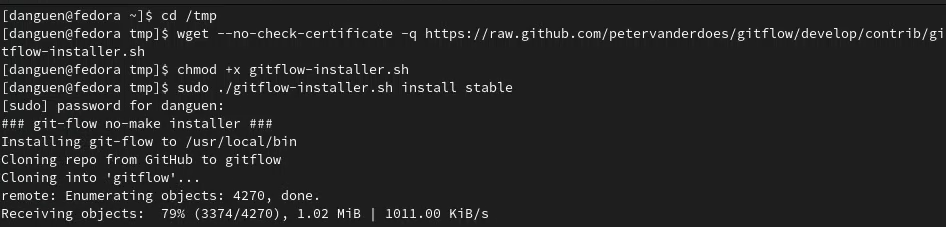 [danguen@fedora ~]$ cd /tmp
[danguen@fedora tmp]$ wget --no-check-certificate -q https://raw.github.com/petervanderdoes/gitflow/develop/contrib/gi
tflow-installer.sh
[danguen@fedora tmp]$ chmod +x gitflow-installer.sh
[danguen@fedora tmp]$ sudo ./gitflow-installer.sh install stable
[sudo] password for danguen:
### git-flow no-make installer ###
Installing git-flow to /usr/local/bin
Cloning repo from GitHub to gitflow
Cloning into 'gitflow'...
remote: Enumerating objects: 4270, done.
Receiving objects:  79% (3374/4270), 1.02 MiB | 1011.00 KiB/s